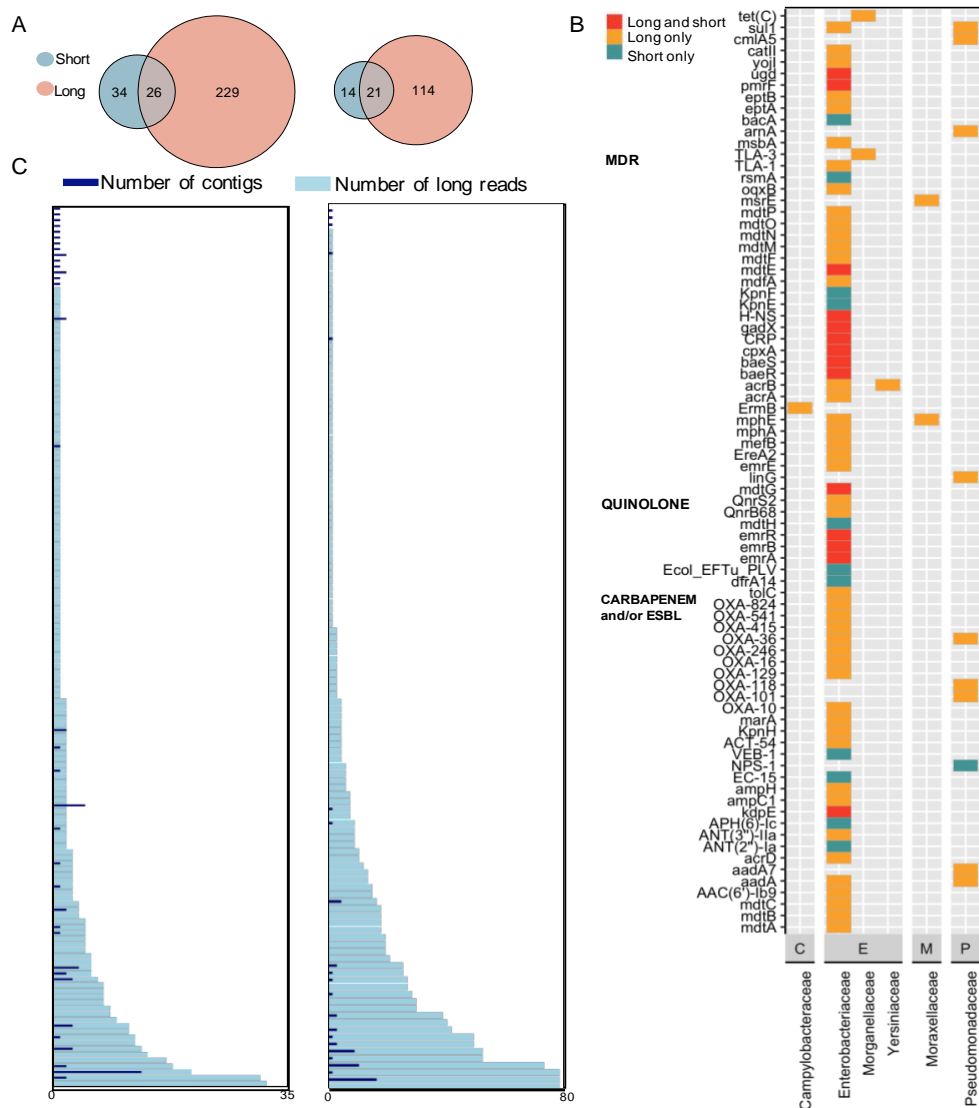 A
Short
Long
34
26
229
14
21
114
B
Long and short
Long only
Short only
MDR
QUINOLONE
CARBAPENEM
and/or ESBL
tet(C)
sul1
cmlA5
catII
yojI
ugd
pmrF
eptB
eptA
bacA
arnA
msbA
TLA-3
TLA-1
rsmA
oqxB
msrE
mdtP
mdtO
mdtN
mdtM
mdtF
mdtE
mdfA
KpnF
KpnE
H-NS
gadX
CRP
cpxA
baeS
baeR
acrB
acrA
ErmB
mphE
mphA
mefB
EreA2
emrE
linG
mdtG
QnrS2
QnrB68
mdtH
emrR
emrB
emrA
Ecol_EFTu_PLV
dfrA14
tolC
OXA-824
OXA-541
OXA-415
OXA-36
OXA-246
OXA-16
OXA-129
OXA-118
OXA-101
OXA-10
marA
KpnH
ACT-54
VEB-1
NPS-1
EC-15
ampH
ampC1
kdpE
APH(6)-Ic
ANT(3'')-IIa
ANT(2'')-Ia
acrD
aadA7
aadA
AAC(6')-Ib9
mdtC
mdtB
mdtA
C
E
M
P
Campylobacteraceae
Enterobacteriaceae
Morganellaceae
Yersiniaceae
Moraxellaceae
Pseudomonadaceae
C
Number of contigs
Number of long reads
0
35
0
80